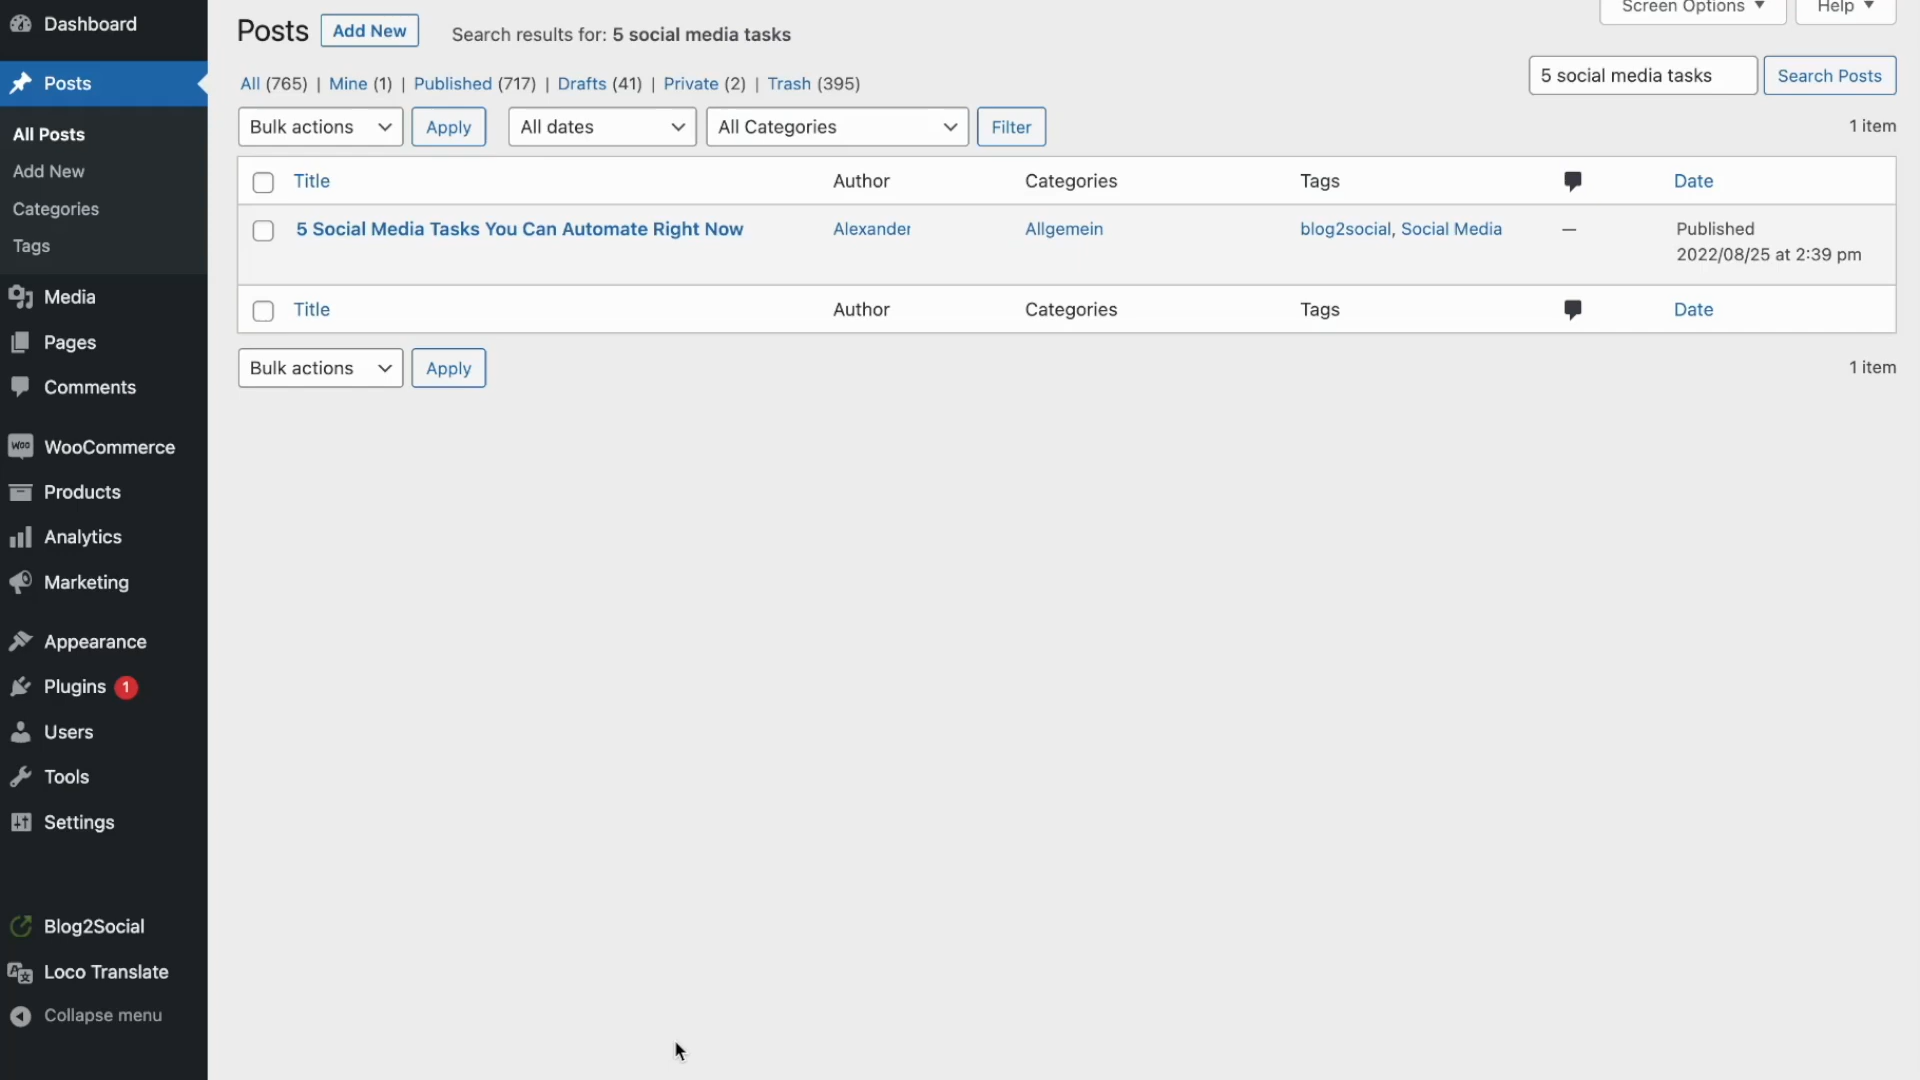 Dashboard
Posts
All Posts
Add New
Categories
Tags
Media
Pages
Comments
WooCommerce
Products
Analytics
Marketing
Appearance
Plugins 1
Users
Tools
Settings
Blog2Social
Loco Translate
Collapse menu
Screen Options ▼ Help ▼
Posts Add New Search results for: 5 social media tasks
5 social media tasks Search Posts
All (765) | Mine (1) | Published (717) | Drafts (41) | Private (2) | Trash (395)
Bulk actions Apply All dates All Categories Filter 1 item
Title Author Categories Tags Date
5 Social Media Tasks You Can Automate Right Now Alexander Allgemein blog2social, Social Media — Published
2022/08/25 at 2:39 pm
Title Author Categories Tags Date
Bulk actions Apply 1 item